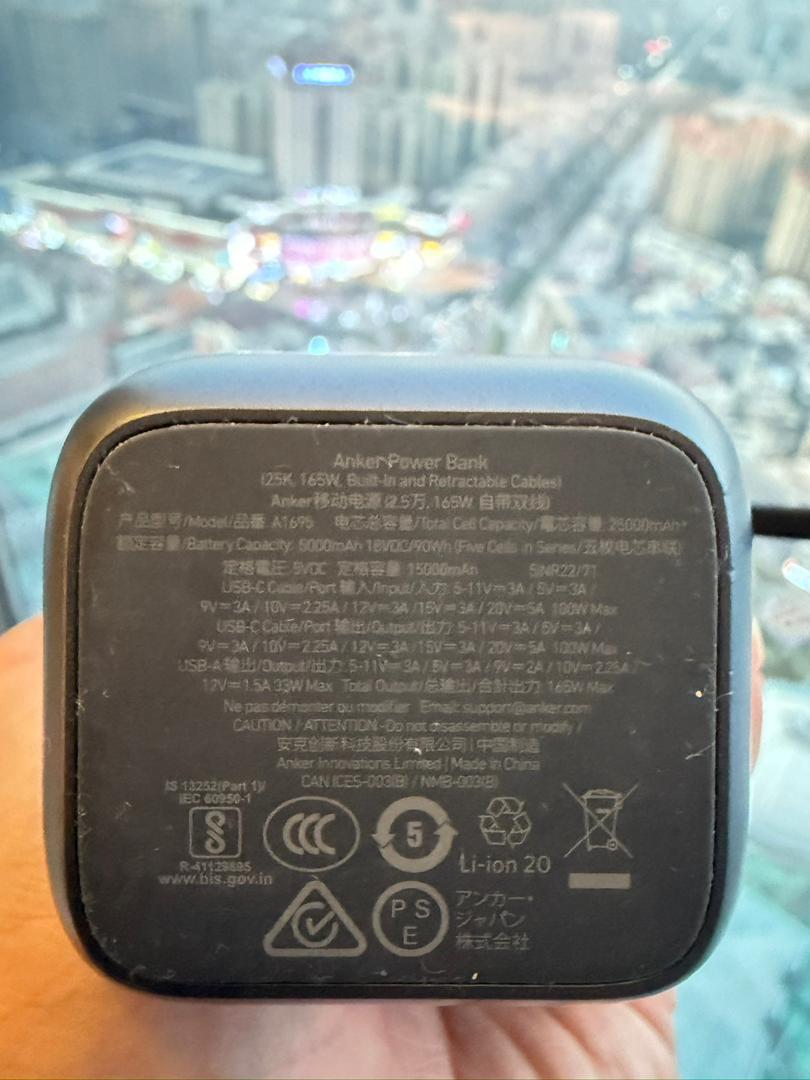 Anker Power Bank
(25K, 165W, Built-In and Retractable Cables)
Anker移动电源 (2.5万, 165W, 自带双线)
产品型号/Model/品番: A1695 电芯总容量/Total Cell Capacity/電芯容量: 25000mAh*
额定容量/Battery Capacity: 5000mAh 18VDC/90Wh (Five Cells in Series/五枚电芯串联)
定格電圧: 5VDC 定格容量: 15000mAh 5INR22/71
USB-C Cable/Port 输入/Input/入力: 5-11V⎓3A / 5V⎓3A /
9V⎓3A / 10V⎓2.25A / 12V⎓3A /15V⎓3A / 20V⎓5A 100W Max
USB-C Cable/Port 输出/Output/出力: 5-11V⎓3A / 5V⎓3A /
9V⎓3A / 10V⎓2.25A / 12V⎓3A /15V⎓3A / 20V⎓5A 100W Max
USB-A 输出/Output/出力: 5-11V⎓3A / 5V⎓3A / 9V⎓2A / 10V⎓2.25A
12V⎓1.5A 33W Max Total Output/总输出/合計出力: 165W Max
Ne pas démonter ou modifier Email: support@anker.com
CAUTION / ATTENTION -Do not disassemble or modify /
安克创新科技股份有限公司 | 中国制造
Anker Innovations Limited | Made in China
CAN ICES-003(B) / NMB-003(B)
IS 13252(Part 1)/
IEC 60950-1
R-41129895
www.bis.gov.in
CCC
5
Li-ion 20
PS
E
アンカー・
ジャパン
株式会社